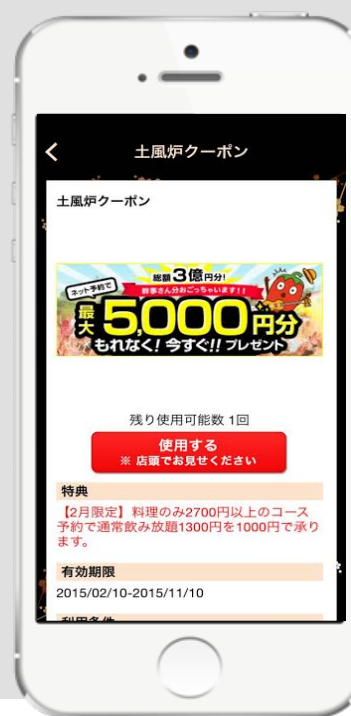 土風炉クーポン
土風炉クーポン
総額3億円分!
ネット予約で
幹事さん分おごっちゃいます!!
最大5,000円分
もれなく!今すぐ!!プレゼント
残り使用可能数 1回
使用する
※ 店頭でお見せください
特典
【2月限定】料理のみ2700円以上のコース
予約で通常飲み放題1300円を1000円で承り
ます。
有効期限
2015/02/10-2015/11/10
利用条件